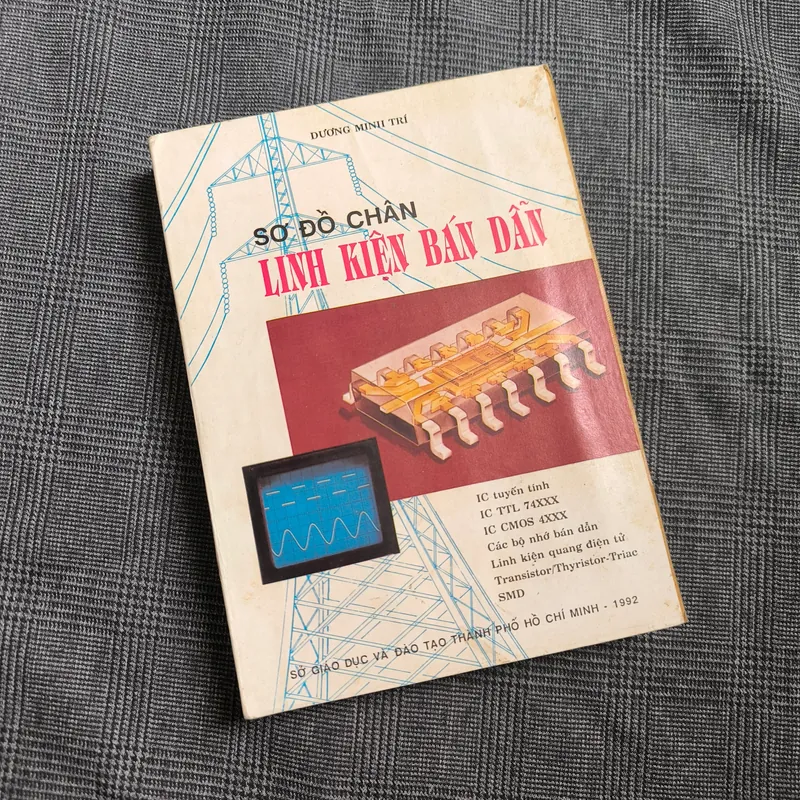 DƯƠNG MINH TRÍ
SƠ ĐỒ CHÂN
LINH KIỆN BÁN DẪN
IC tuyến tính
IC TTL 74XXX
IC CMOS 4XXX
Các bộ nhớ bán dẫn
Linh kiện quang điện tử
Transistor/Thyristor-Triac
SMD
SỞ GIÁO DỤC VÀ ĐÀO TẠO THÀNH PHỐ HỒ CHÍ MINH - 1992